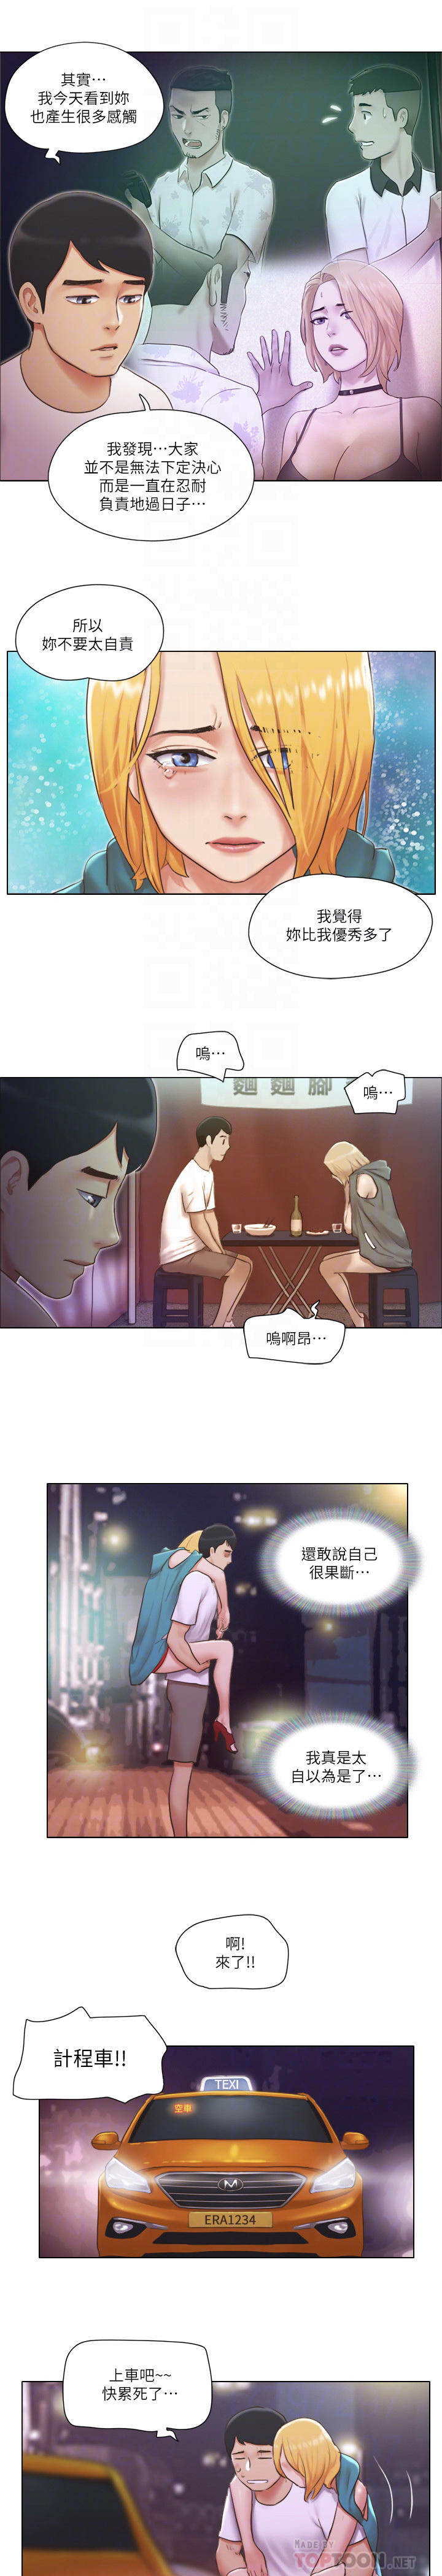 其實⋯
我今天看到妳
也產生很多感觸
我發現⋯大家
並不是無法下定決心
而是一直在忍耐
負責地過日子⋯
所以
妳不要太自責
我覺得
妳比我優秀多了
嗚⋯
嗚⋯
麵麵腳
嗚啊昂⋯
還敢說自己
很果斷⋯
我真是太
自以為是了⋯
啊!
來了!!
計程車!!
TEXI
空車
ERA1234
上車吧~~
快累死了⋯
MADE BY
TOPTOON.NET